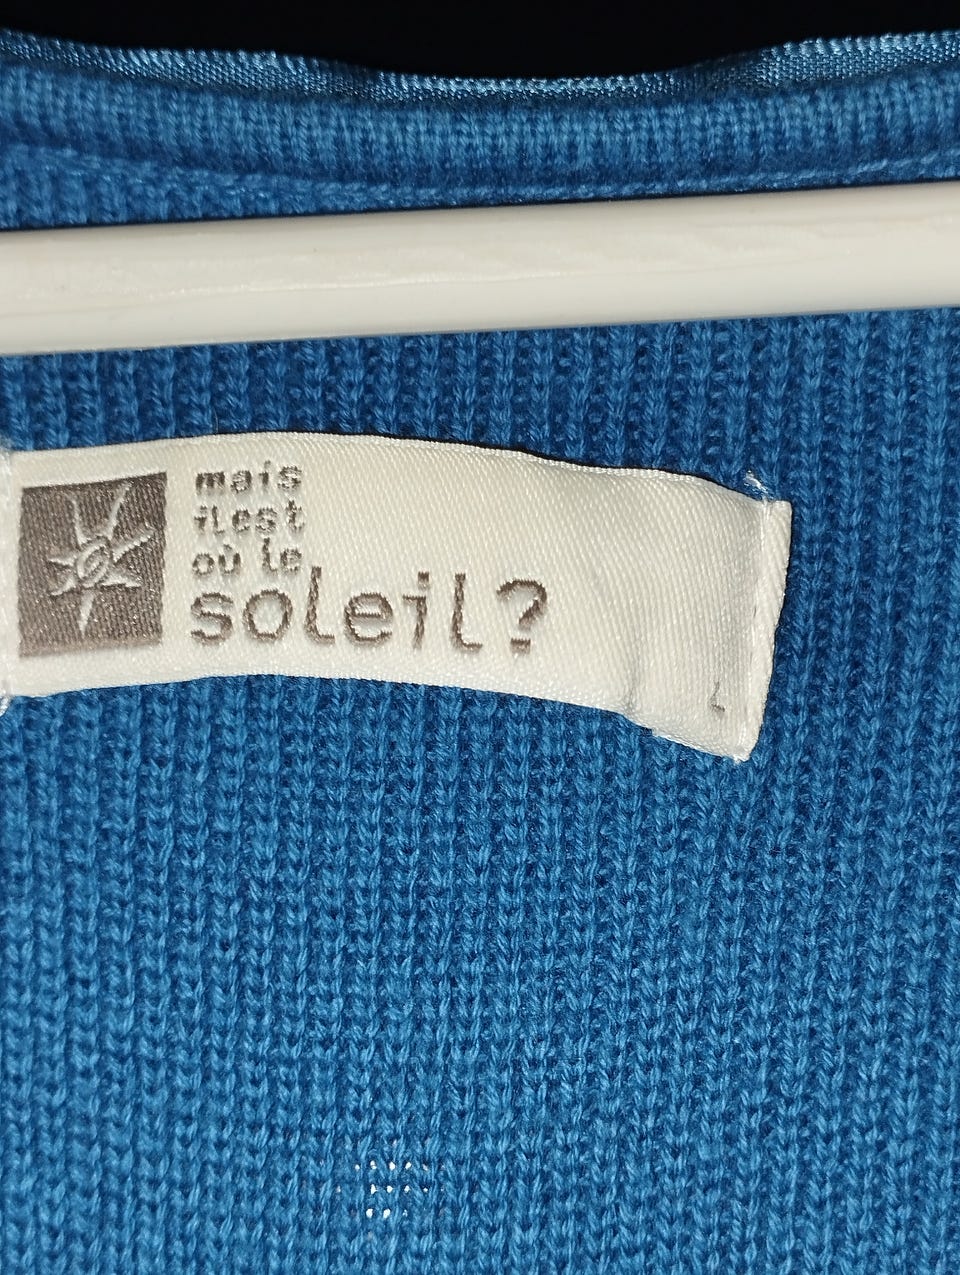 mais
il est
où le
soleil?
L